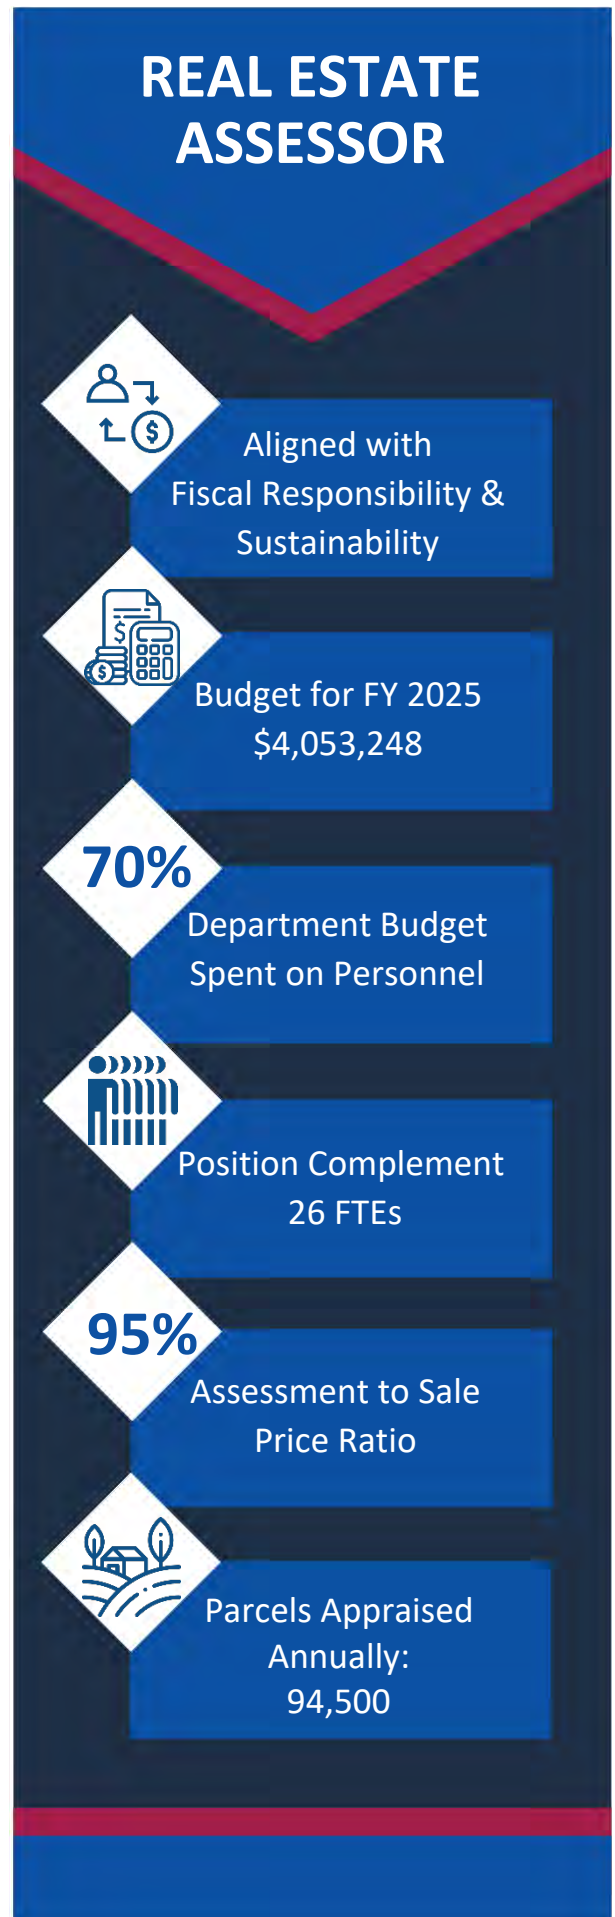 REAL ESTATE
ASSESSOR
$
Aligned with
Fiscal Responsibility &
Sustainability
$
$
Budget for FY 2025
$4,053,248
70%
Department Budget
Spent on Personnel
Position Complement
26 FTEs
95%
Assessment to Sale
Price Ratio
Parcels Appraised
Annually:
94,500